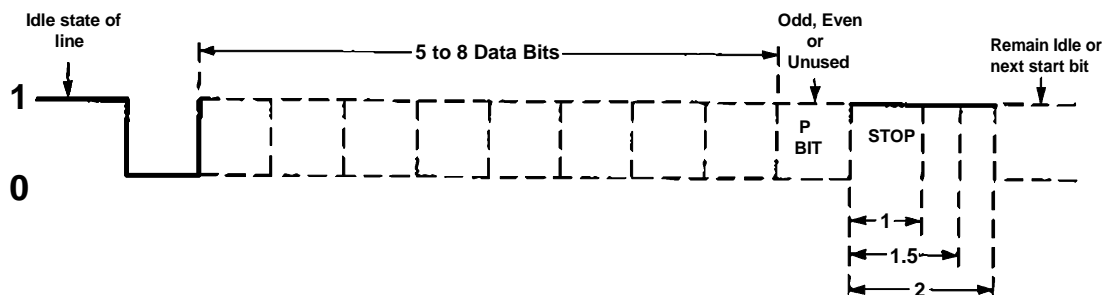 Idle state of
line
5 to 8 Data Bits
Odd, Even
or
Unused
Remain Idle or
next start bit
1
0
P
BIT
STOP
1
1.5
2